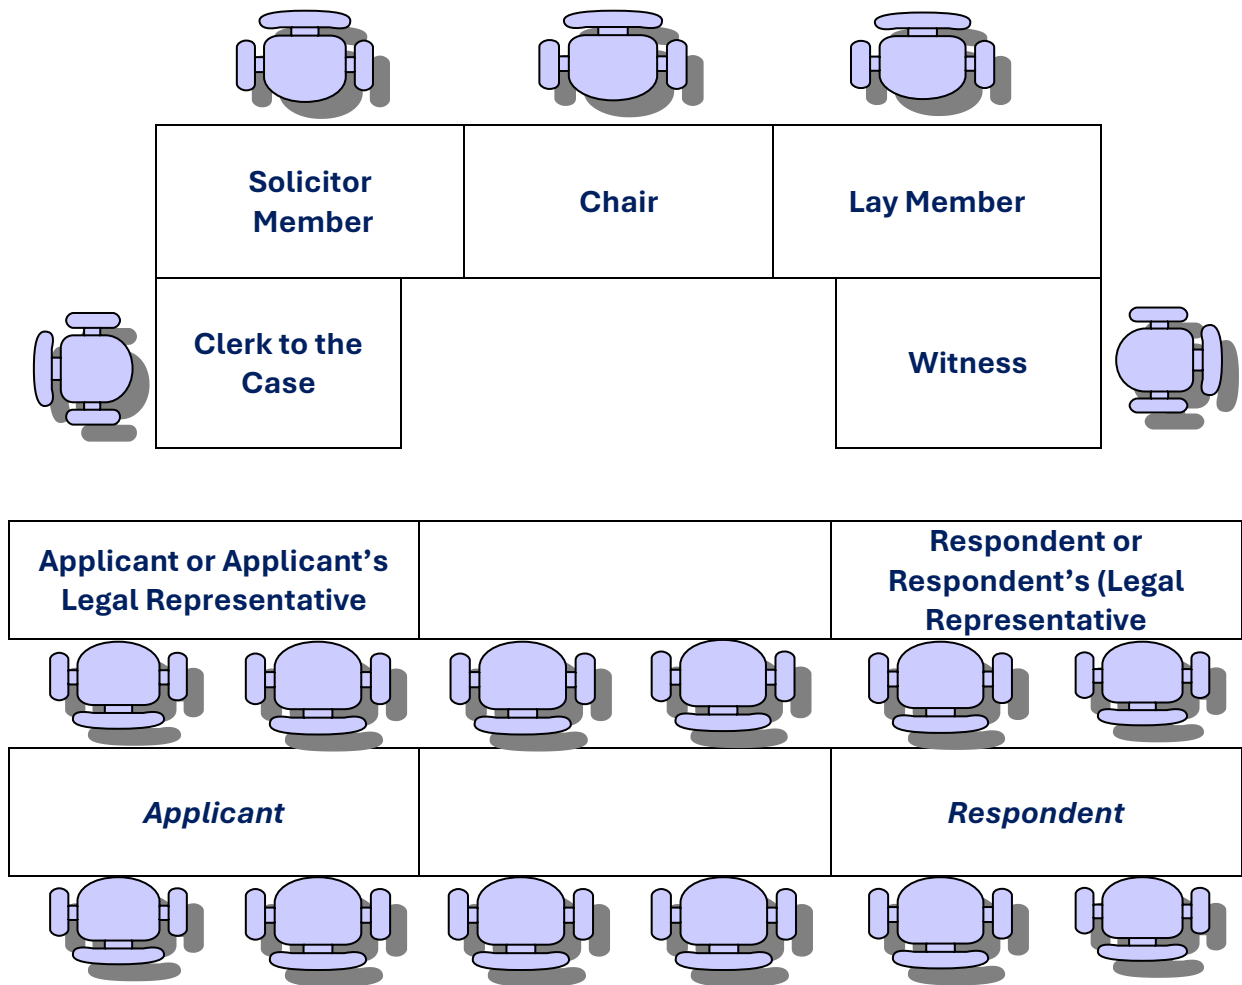 Solicitor
Member
Chair
Lay Member
Clerk to the
Case
Witness
Applicant or Applicant’s
Legal Representative
Respondent or
Respondent’s (Legal
Representative
Applicant
Respondent